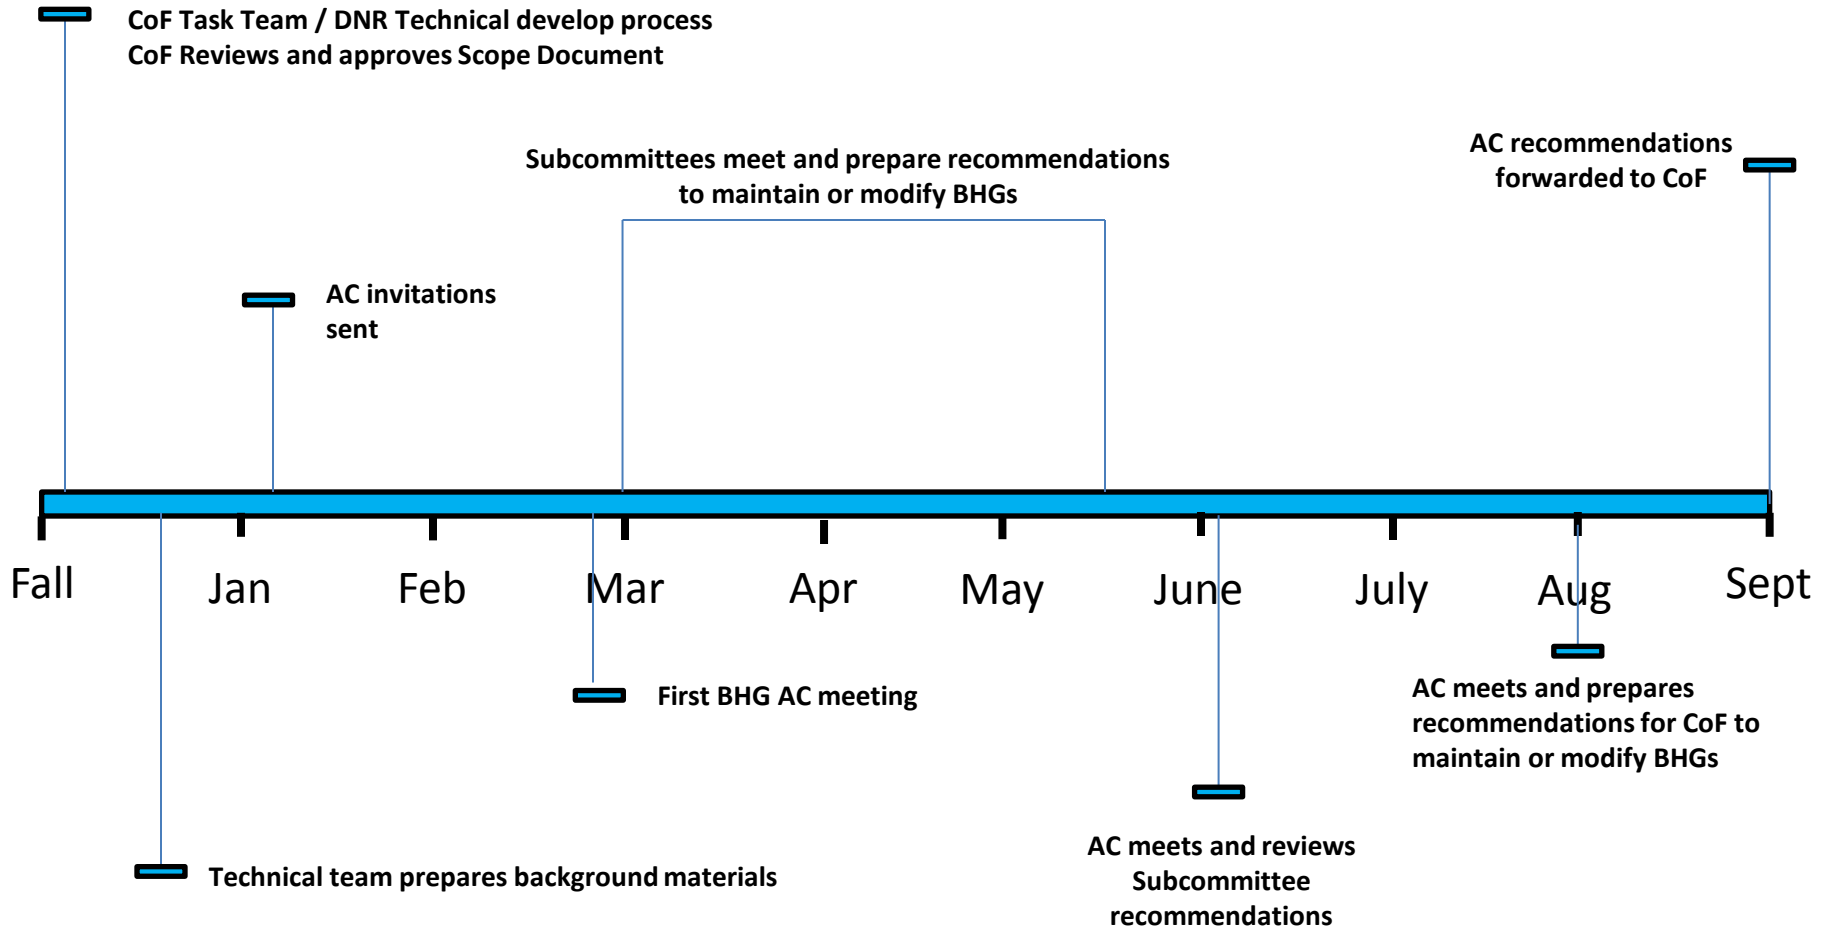 CoF Task Team / DNR Technical develop process
CoF Reviews and approves Scope Document
Subcommittees meet and prepare recommendations
to maintain or modify BHGs
AC recommendations
forwarded to CoF
AC invitations
sent
Fall
Jan
Feb
Mar
Apr
May
June
July
Aug
Sept
First BHG AC meeting
AC meets and prepares
recommendations for CoF to
maintain or modify BHGs
Technical team prepares background materials
AC meets and reviews
Subcommittee
recommendations